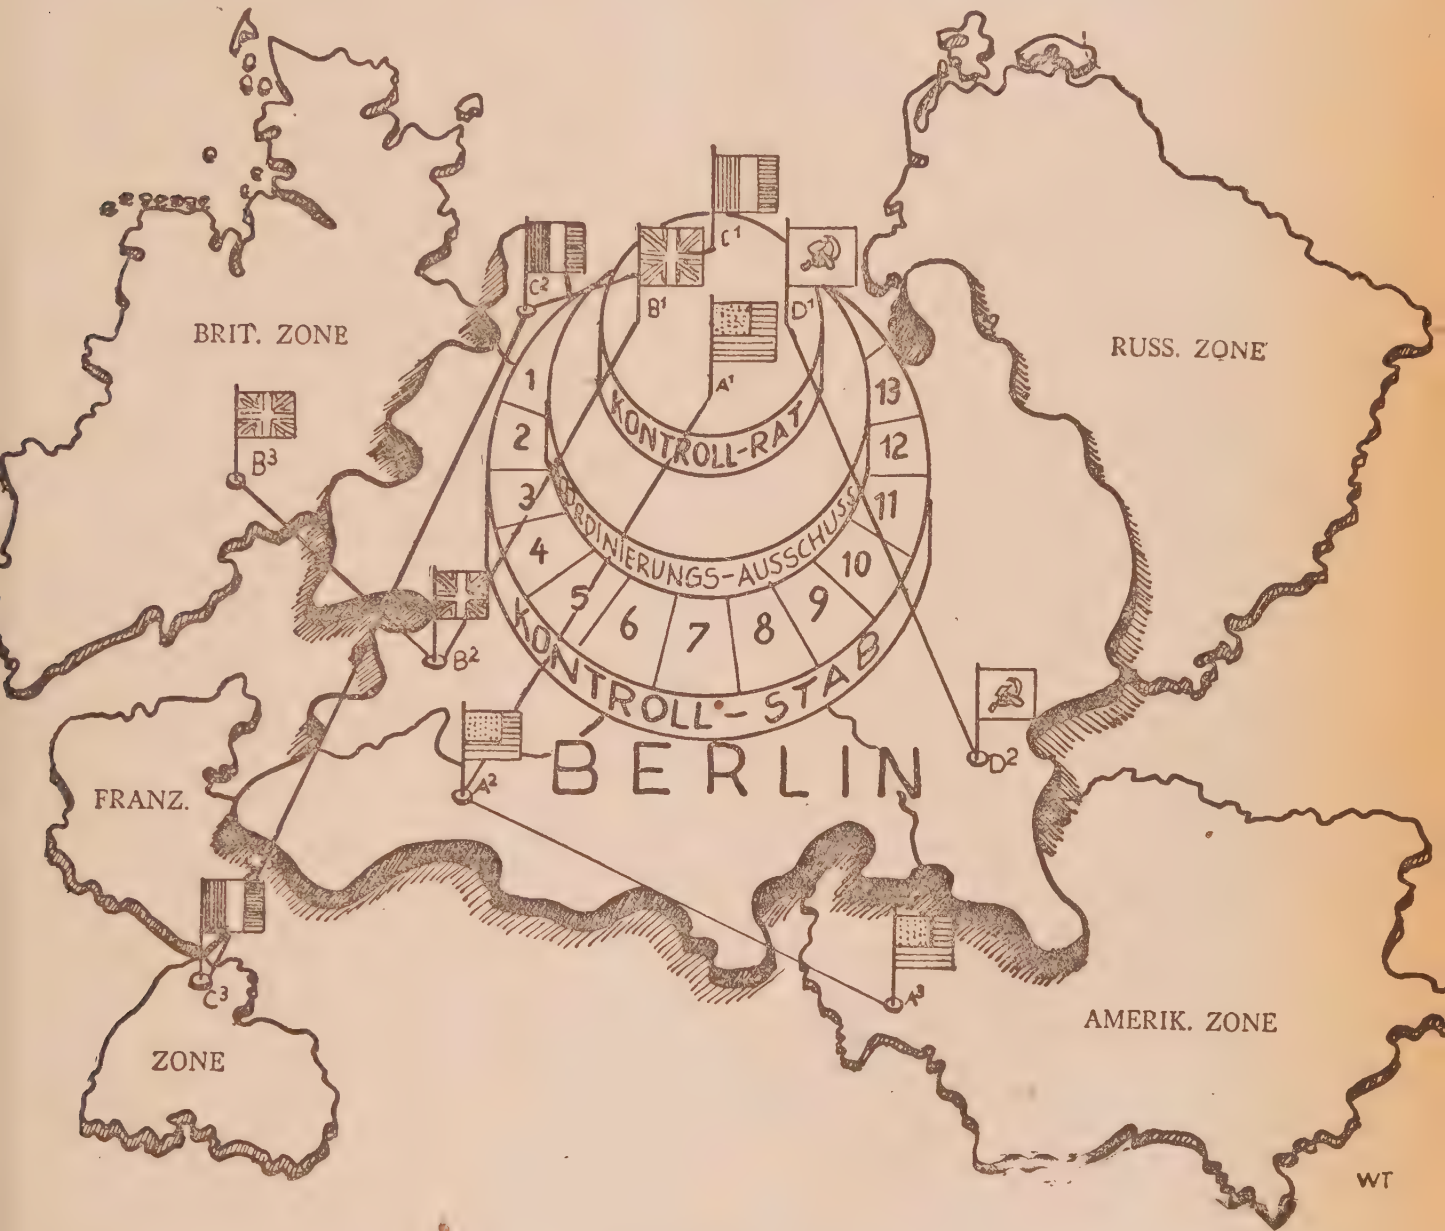 C¹
C²
B¹
D¹
BRIT. ZONE
RUSS. ZONE
A¹
1
13
KONTROLL-RAT
2
12
B³
3
11
KOORDINIERUNGS-AUSSCHUSS
4
10
5
9
6
7
8
KONTROLL-STAB
B²
BERLIN
D²
A²
FRANZ.
A³
C³
AMERIK. ZONE
ZONE
WT